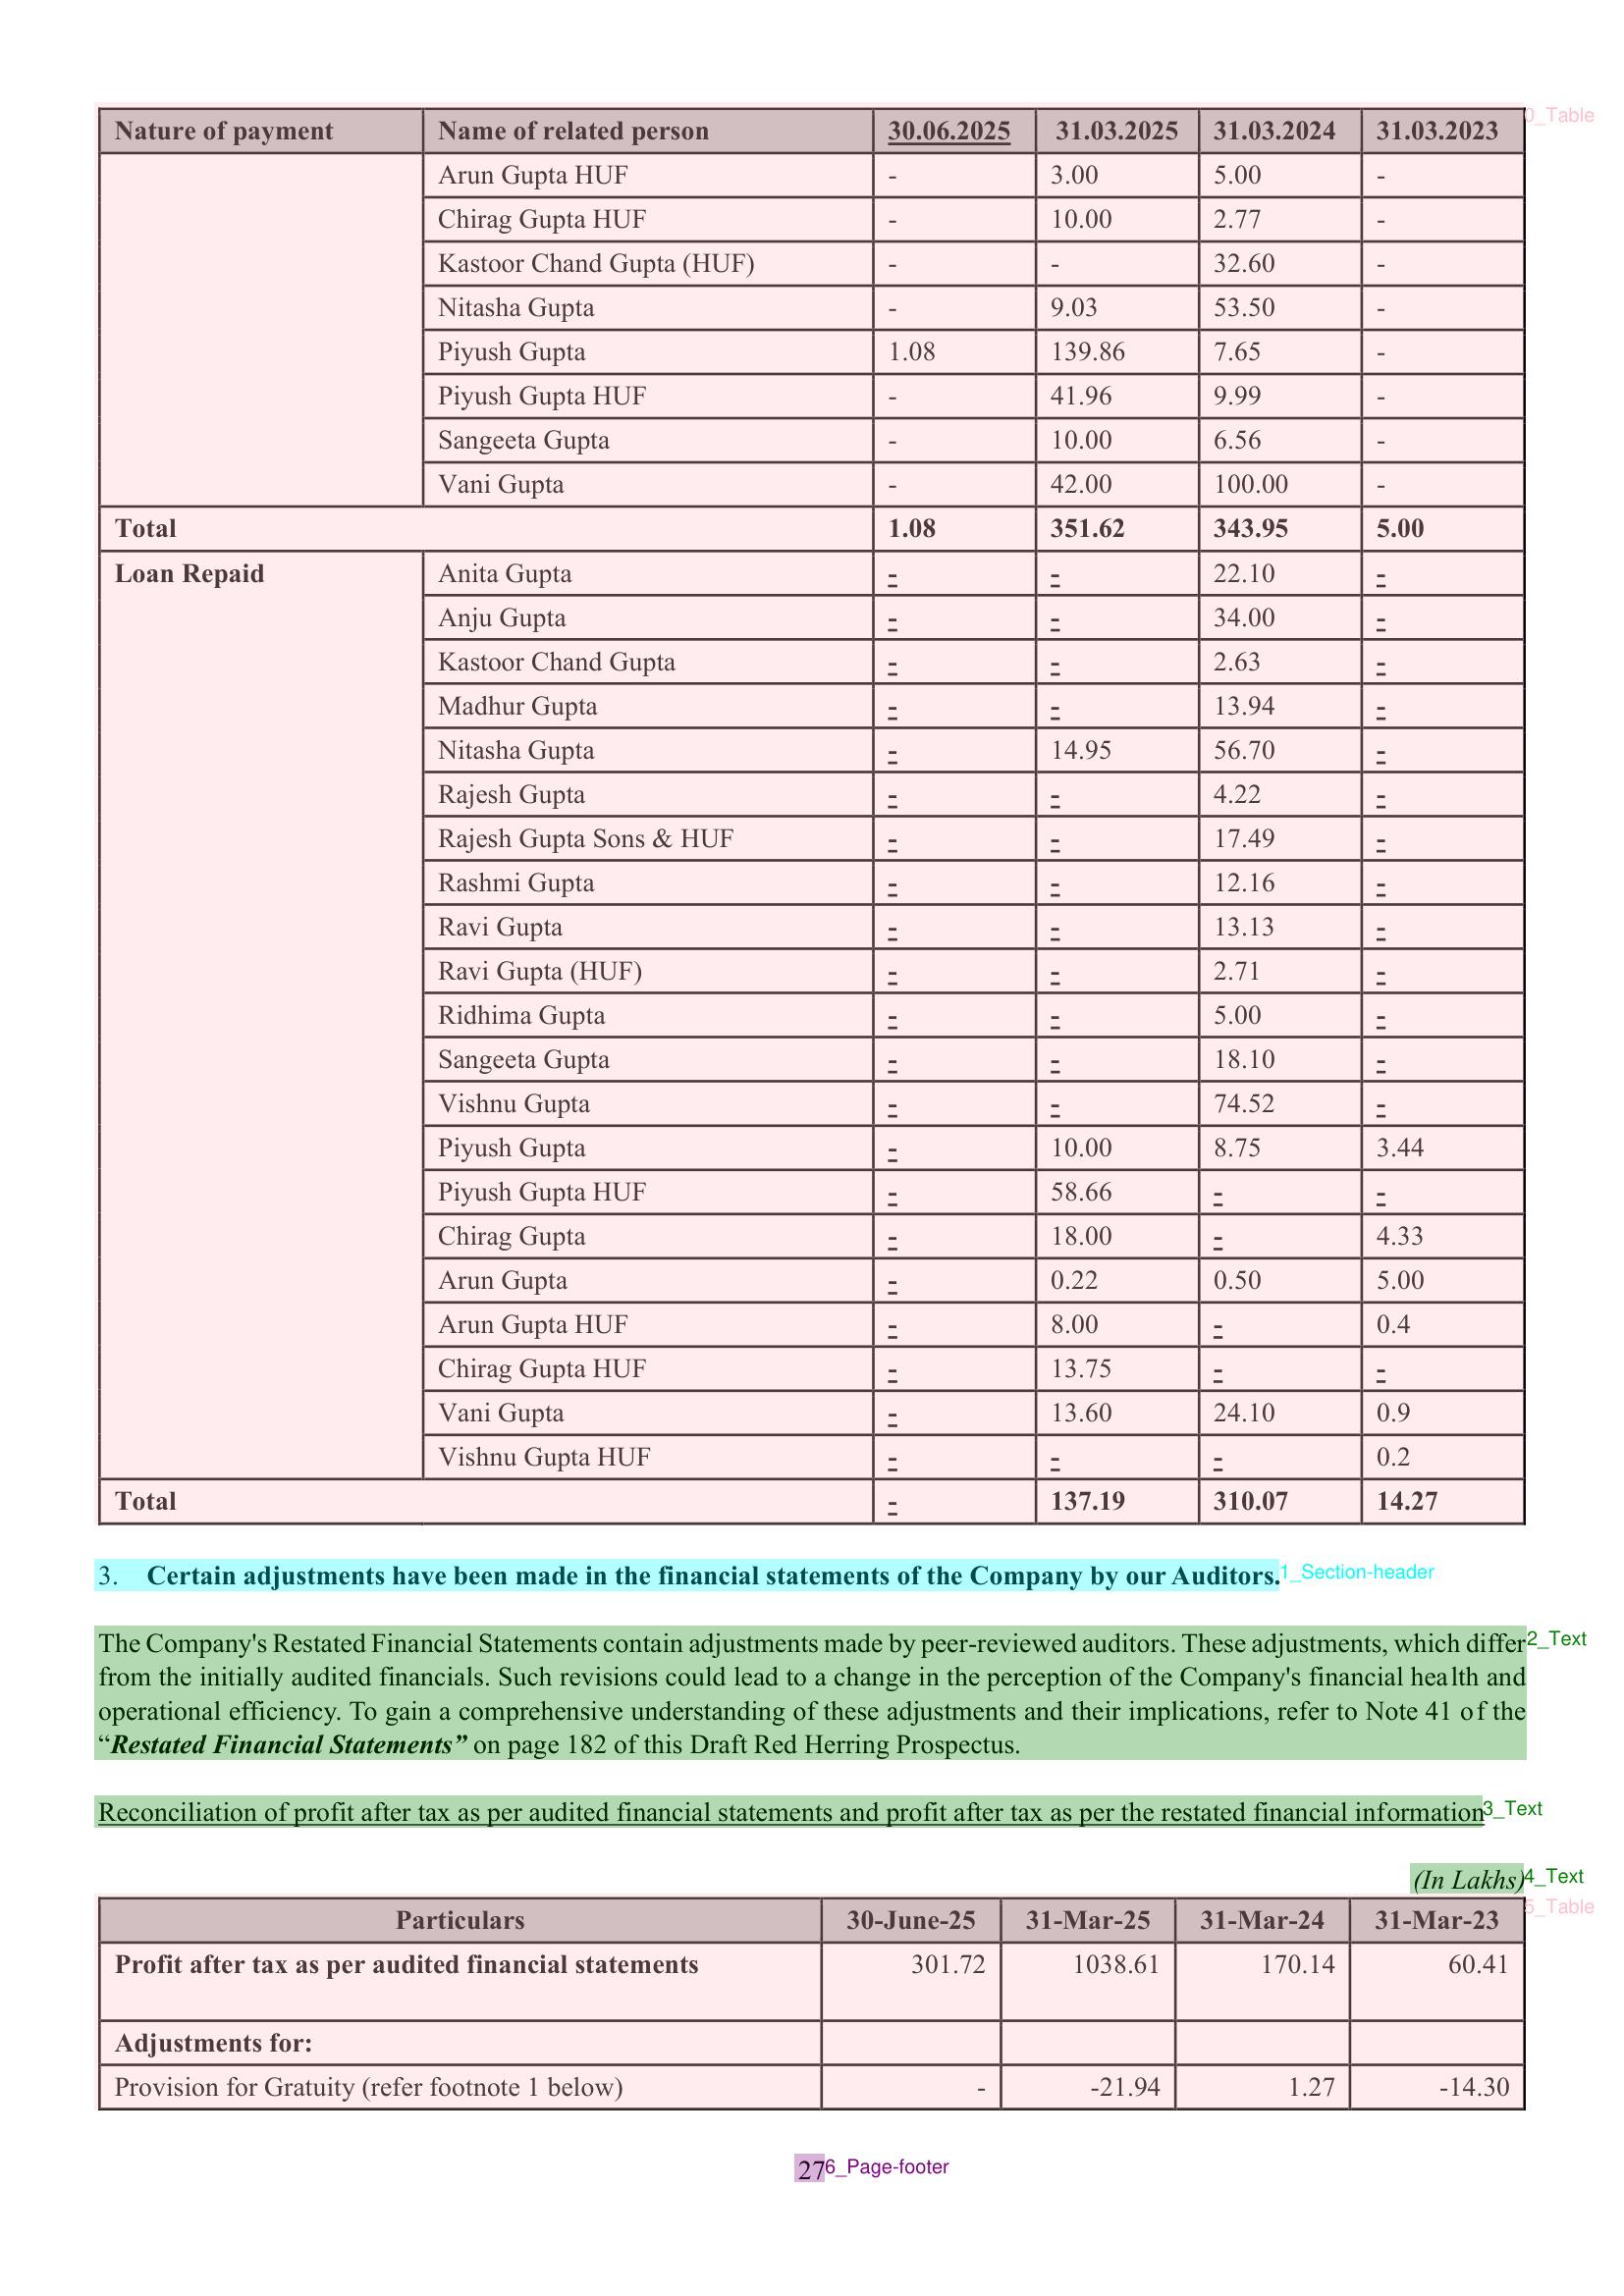 Nature of payment Name of related person 30.06.2025 31.03.2025 31.03.2024 31.03.2023 0_Table
Arun Gupta HUF - 3.00 5.00 -
Chirag Gupta HUF - 10.00 2.77 -
Kastoor Chand Gupta (HUF) - - 32.60 -
Nitasha Gupta - 9.03 53.50 -
Piyush Gupta 1.08 139.86 7.65 -
Piyush Gupta HUF - 41.96 9.99 -
Sangeeta Gupta - 10.00 6.56 -
Vani Gupta - 42.00 100.00 -
Total 1.08 351.62 343.95 5.00
Loan Repaid Anita Gupta - - 22.10 -
Anju Gupta - - 34.00 -
Kastoor Chand Gupta - - 2.63 -
Madhur Gupta - - 13.94 -
Nitasha Gupta - 14.95 56.70 -
Rajesh Gupta - - 4.22 -
Rajesh Gupta Sons & HUF - - 17.49 -
Rashmi Gupta - - 12.16 -
Ravi Gupta - - 13.13 -
Ravi Gupta (HUF) - - 2.71 -
Ridhima Gupta - - 5.00 -
Sangeeta Gupta - - 18.10 -
Vishnu Gupta - - 74.52 -
Piyush Gupta - 10.00 8.75 3.44
Piyush Gupta HUF - 58.66 - -
Chirag Gupta - 18.00 - 4.33
Arun Gupta - 0.22 0.50 5.00
Arun Gupta HUF - 8.00 - 0.4
Chirag Gupta HUF - 13.75 - -
Vani Gupta - 13.60 24.10 0.9
Vishnu Gupta HUF - - - 0.2
Total - 137.19 310.07 14.27
3. Certain adjustments have been made in the financial statements of the Company by our Auditors. 1_Section-header
The Company's Restated Financial Statements contain adjustments made by peer-reviewed auditors. These adjustments, which differ 2_Text
from the initially audited financials. Such revisions could lead to a change in the perception of the Company's financial health and
operational efficiency. To gain a comprehensive understanding of these adjustments and their implications, refer to Note 41 of the
“Restated Financial Statements” on page 182 of this Draft Red Herring Prospectus.
Reconciliation of profit after tax as per audited financial statements and profit after tax as per the restated financial information 3_Text
(In Lakhs) 4_Text
Particulars 30-June-25 31-Mar-25 31-Mar-24 31-Mar-23 5_Table
Profit after tax as per audited financial statements 301.72 1038.61 170.14 60.41
Adjustments for:
Provision for Gratuity (refer footnote 1 below) - -21.94 1.27 -14.30
27 6_Page-footer